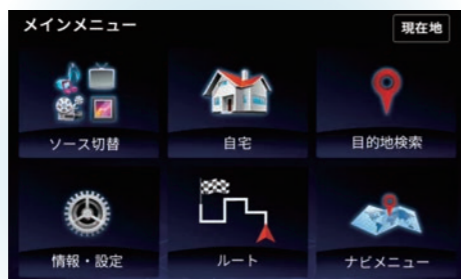 メインメニュー
現在地
ソース切替
自宅
目的地検索
情報・設定
ルート
ナビメニュー